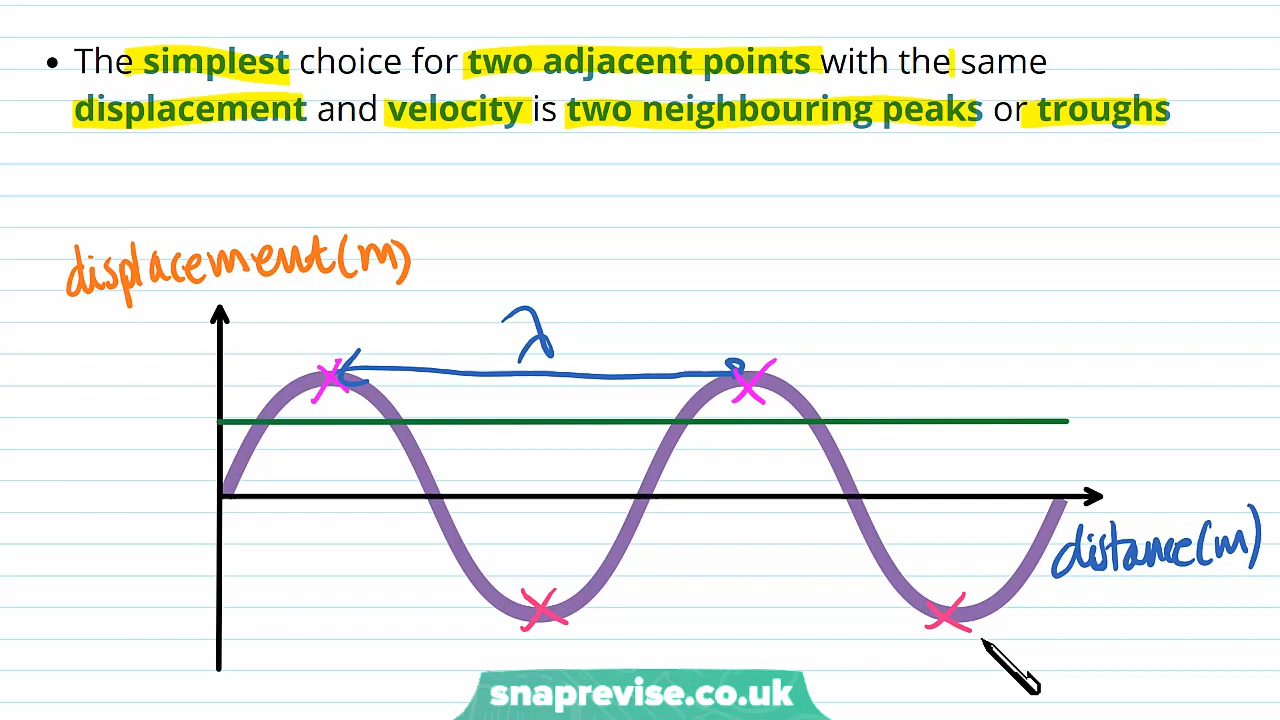 • The simplest choice for two adjacent points with the same
displacement and velocity is two neighbouring peaks or troughs
displacement(m)
λ
distance(m)
snaprevise.co.uk